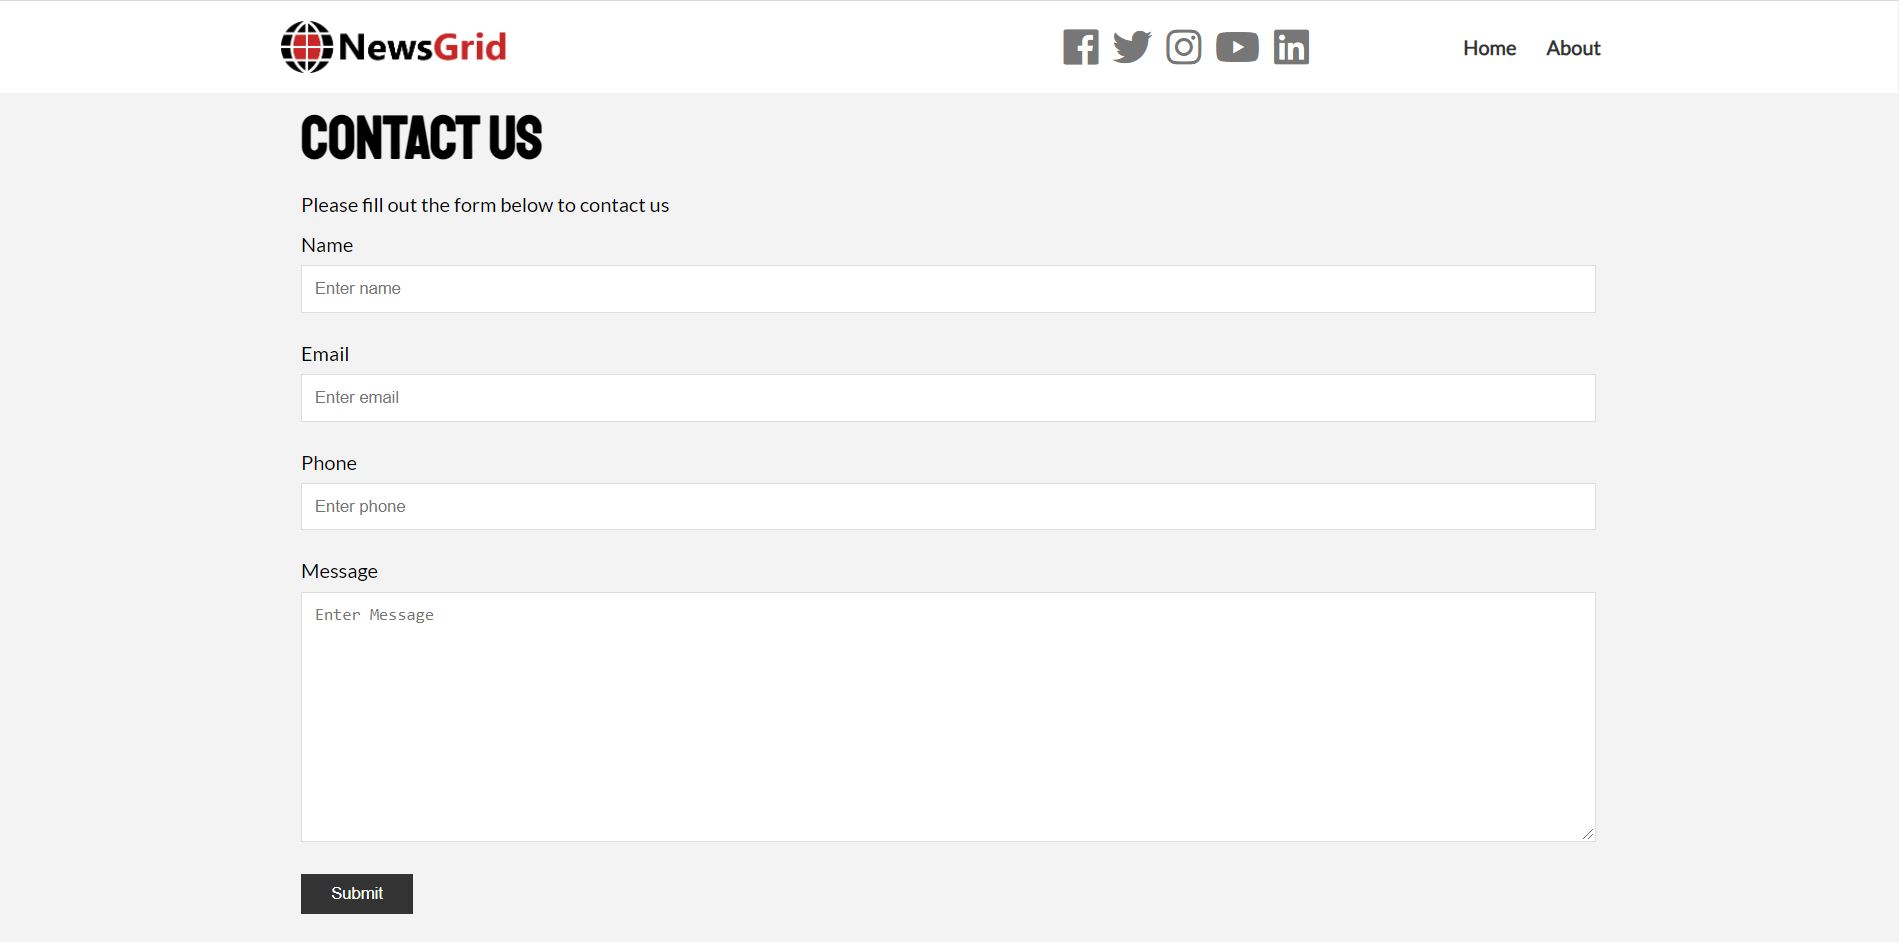 NewsGrid
Home About
CONTACT US
Please fill out the form below to contact us
Name
Enter name
Email
Enter email
Phone
Enter phone
Message
Enter Message
Submit